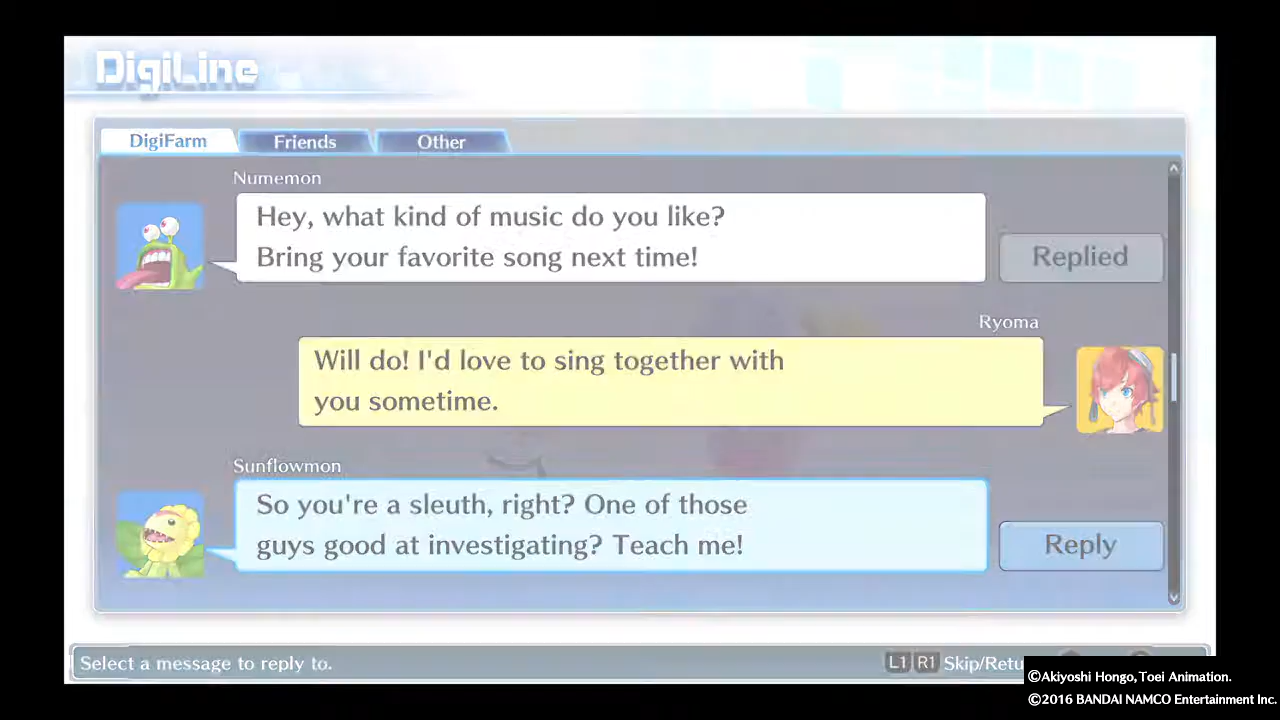 DigiLine
DigiFarm
Friends
Other
Numemon
Hey, what kind of music do you like?
Bring your favorite song next time!
Replied
Ryoma
Will do! I'd love to sing together with
you sometime.
Sunflowmon
So you're a sleuth, right? One of those
guys good at investigating? Teach me!
Reply
Select a message to reply to.
L1 R1 Skip/Retu
©Akiyoshi Hongo, Toei Animation.
©2016 BANDAI NAMCO Entertainment Inc.